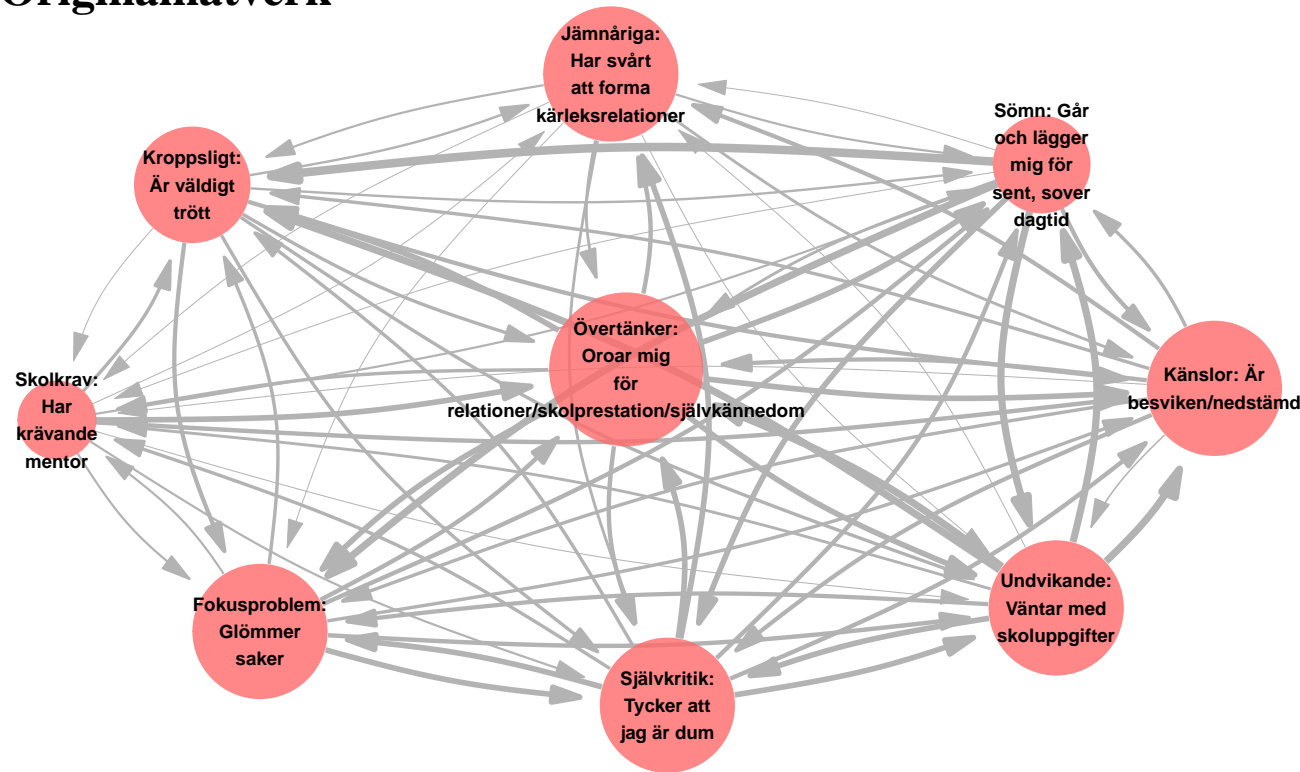 Originalnätverk
Jämnåriga:
Har svårt
att forma
kärleksrelationer
Sömn: Går
och lägger
mig för
sent, sover
dagtid
Kroppsligt:
Är väldigt
trött
Övertänker:
Oroar mig
för
relationer/skolprestation/självkännedom
Känslor: Är
besviken/nedstämd
Skolkrav:
Har
krävande
mentor
Undvikande:
Väntar med
skoluppgifter
Fokusproblem:
Glömmer
saker
Självkritik:
Tycker att
jag är dum